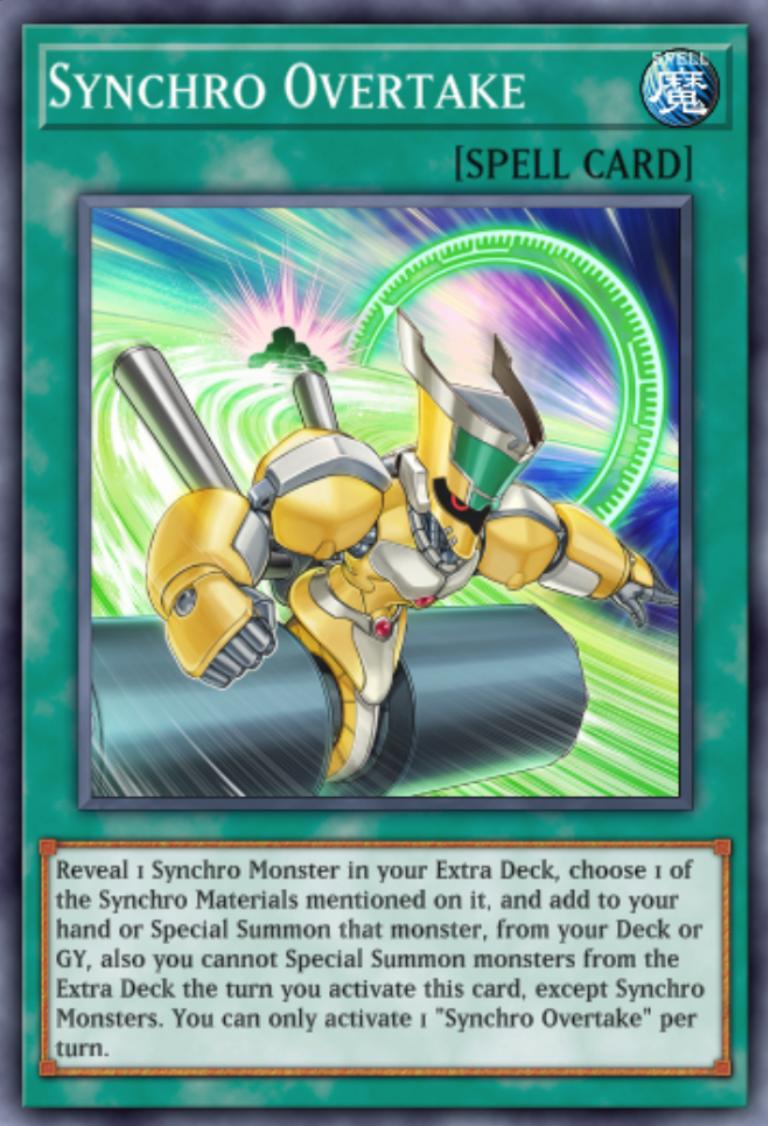 SYNCHRO OVERTAKE
SPELL
魔
[SPELL CARD]
Reveal 1 Synchro Monster in your Extra Deck, choose 1 of
the Synchro Materials mentioned on it, and add to your
hand or Special Summon that monster, from your Deck or
GY, also you cannot Special Summon monsters from the
Extra Deck the turn you activate this card, except Synchro
Monsters. You can only activate 1 "Synchro Overtake" per
turn.